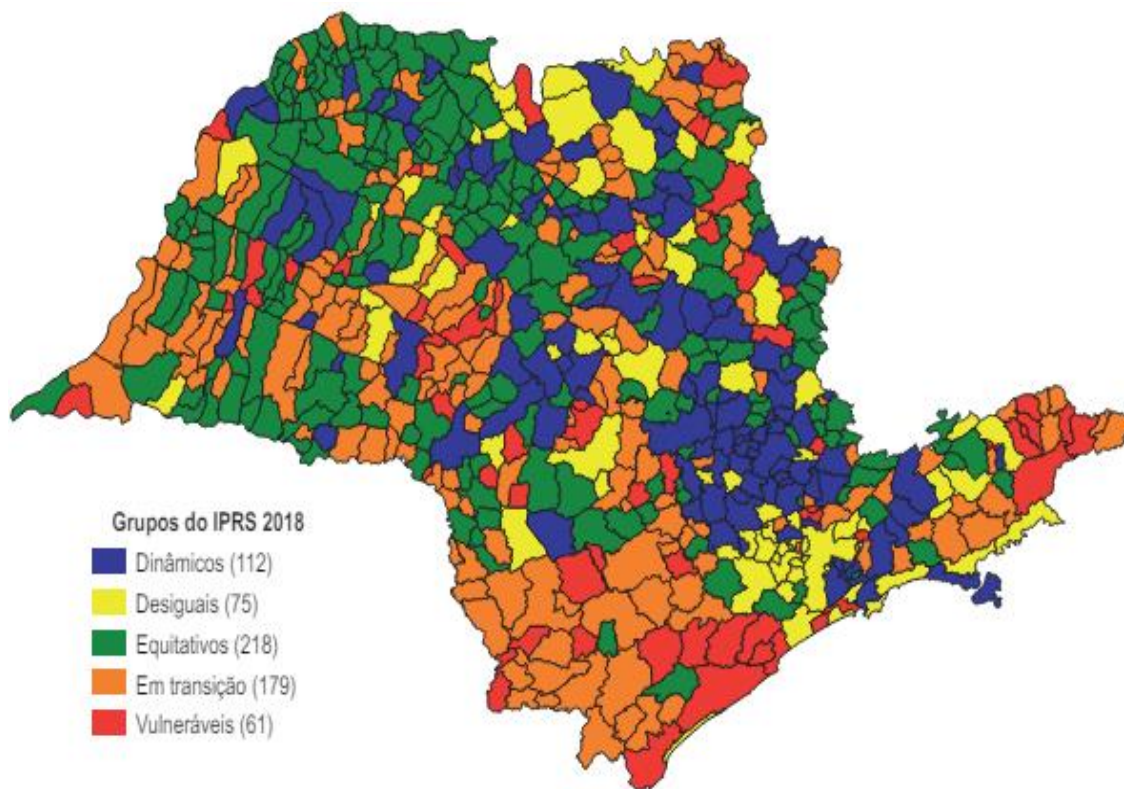 Grupos do IPRS 2018
Dinâmicos (112)
Desiguais (75)
Equitativos (218)
Em transição (179)
Vulneráveis (61)